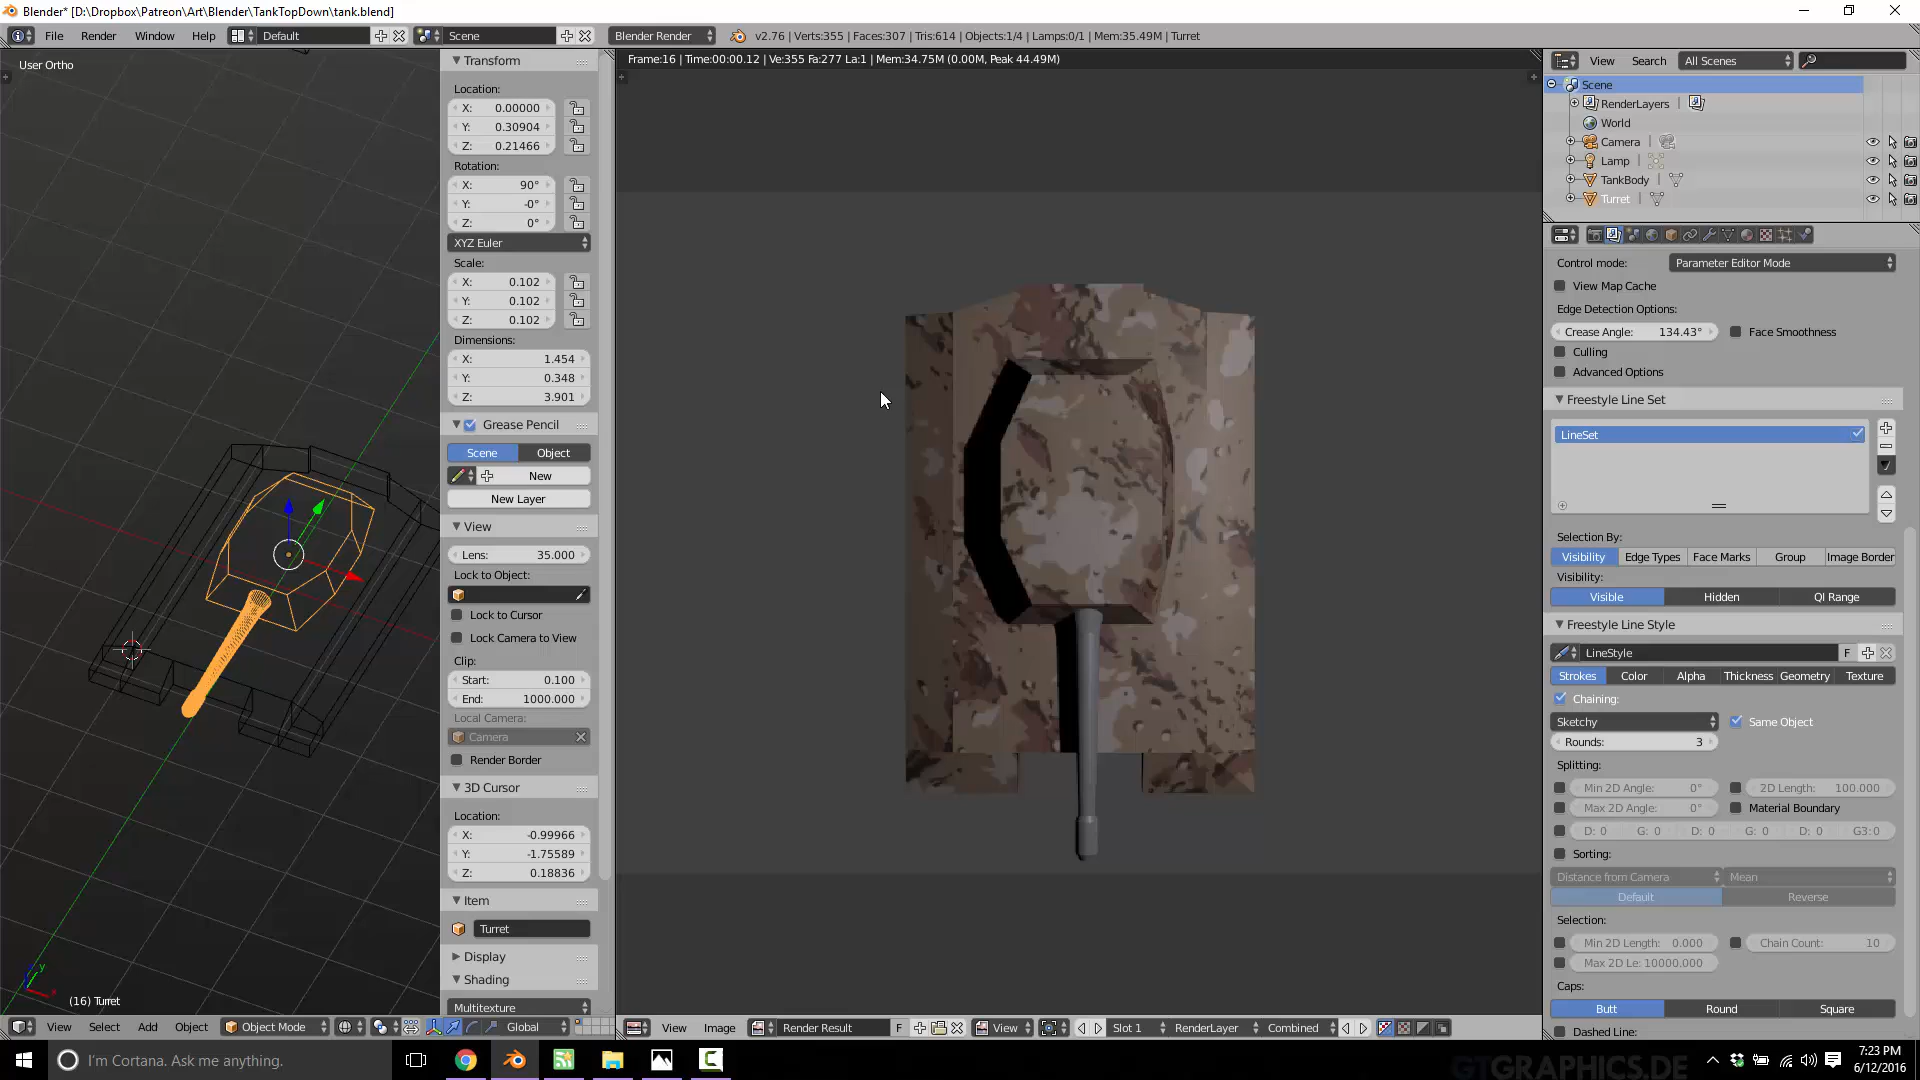 Blender* [D:\Dropbox\Patreon\Art\Blender\TankTopDown\tank.blend]
File Render Window Help Default Scene Blender Render v2.76 | Verts:355 | Faces:307 | Tris:614 | Objects:1/4 | Lamps:0/1 | Mem:35.49M | Turret
Frame:16 | Time:00:00.12 | Ve:355 Fa:277 La:1 | Mem:34.75M (0.00M, Peak 44.49M)
User Ortho
(16) Turret
View Select Add Object Object Mode Global
Transform
Location:
X: 0.00000
Y: 0.30904
Z: 0.21466
Rotation:
X: 90°
Y: -0°
Z: 0°
XYZ Euler
Scale:
X: 0.102
Y: 0.102
Z: 0.102
Dimensions:
X: 1.454
Y: 0.348
Z: 3.901
Grease Pencil
Scene Object
New
New Layer
View
Lens: 35.000
Lock to Object:
Lock to Cursor
Lock Camera to View
Clip:
Start: 0.100
End: 1000.000
Local Camera:
Camera
Render Border
3D Cursor
Location:
X: -0.99966
Y: -1.75589
Z: 0.18836
Item
Turret
Display
Shading
Multitexture
View Image Render Result F View Slot 1 RenderLayer Combined
View Search All Scenes
Scene
RenderLayers
World
Camera
Lamp
TankBody
Turret
Control mode: Parameter Editor Mode
View Map Cache
Edge Detection Options:
Crease Angle: 134.43° Face Smoothness
Culling
Advanced Options
Freestyle Line Set
LineSet
Selection By:
Visibility Edge Types Face Marks Group Image Border
Visibility:
Visible Hidden QI Range
Freestyle Line Style
LineStyle F
Strokes Color Alpha Thickness Geometry Texture
Chaining:
Sketchy Same Object
Rounds: 3
Splitting:
Min 2D Angle: 0° 2D Length: 100.000
Max 2D Angle: 0° Material Boundary
D: 0 G: 0 D: 0 G: 0 D: 0 G3:0
Sorting:
Distance from Camera Mean
Default Reverse
Selection:
Min 2D Length: 0.000 Chain Count: 10
Max 2D Le: 10000.000
Caps:
Butt Round Square
Dashed Line:
I'm Cortana. Ask me anything.
GTGRAPHICS.DE
7:23 PM
6/12/2016